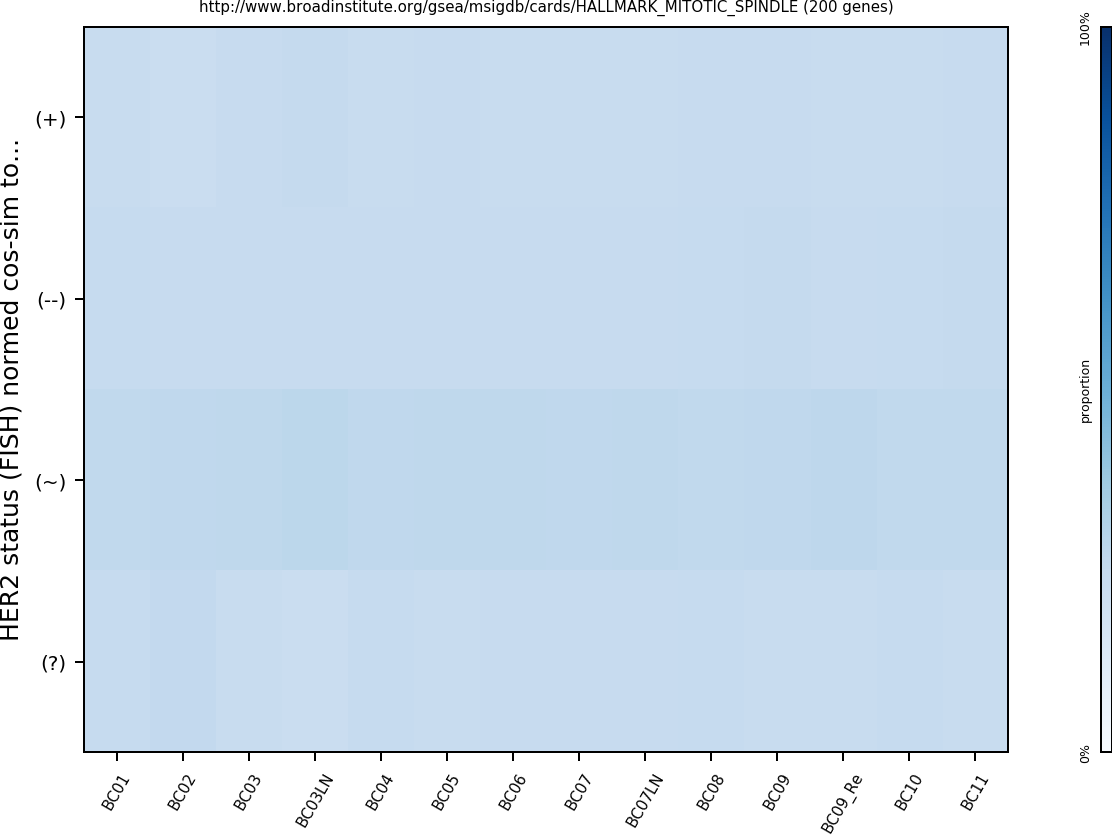 http://www.broadinstitute.org/gsea/msigdb/cards/HALLMARK_MITOTIC_SPINDLE (200 genes)
HER2 status (FISH) normed cos-sim to...
(+)
(--)
(~)
(?)
BC01
BC02
BC03
BC03LN
BC04
BC05
BC06
BC07
BC07LN
BC08
BC09
BC09_Re
BC10
BC11
100%
proportion
0%